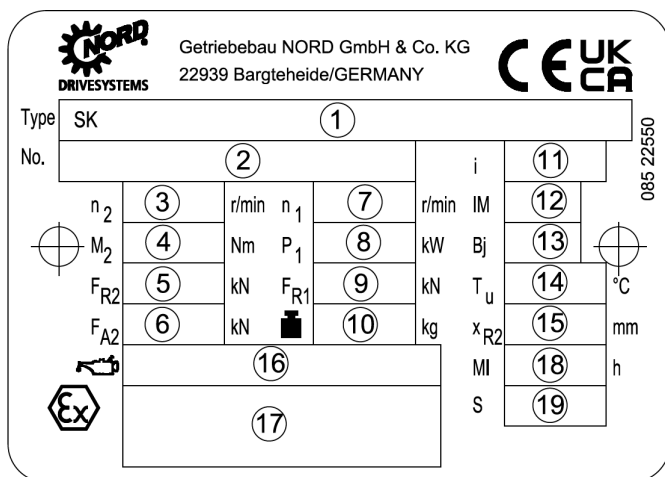 NORD
DRIVESYSTEMS
Getriebebau NORD GmbH & Co. KG
22939 Bargteheide/GERMANY
CE UK
CA
Type SK 1
No. 2 i 11
n2 3 r/min n1 7 r/min IM 12
M2 4 Nm P1 8 kW Bj 13
FR2 5 kN FR1 9 kN Tu 14 °C
FA2 6 kN 10 kg xR2 15 mm
16 MI 18 h
Ex 17 S 19
085 22550